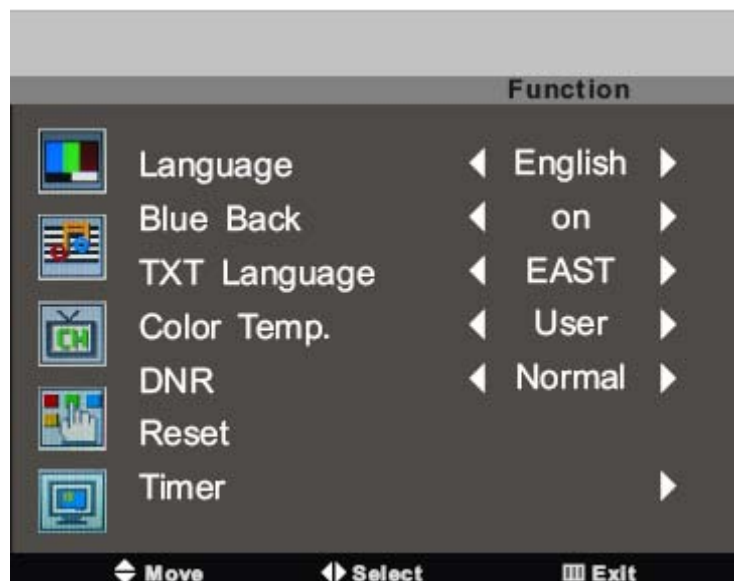 Function
Language English
Blue Back on
TXT Language EAST
Color Temp. User
DNR Normal
Reset
Timer
CH
Move Select Exit